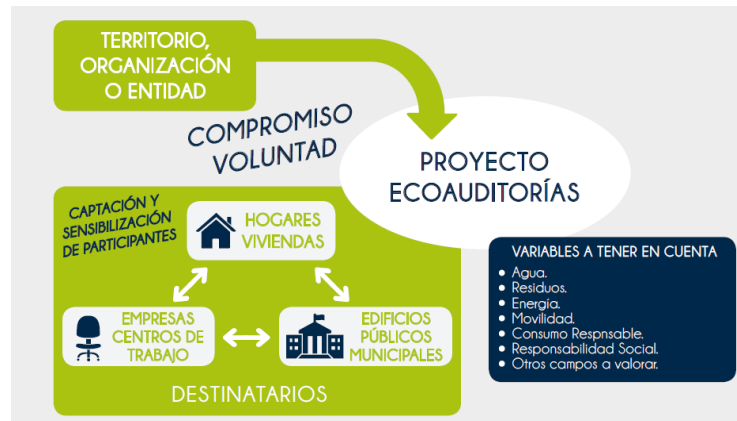 TERRITORIO,
ORGANIZACIÓN
O ENTIDAD
COMPROMISO
VOLUNTAD
PROYECTO
ECOAUDITORÍAS
CAPTACIÓN Y
SENSIBILIZACIÓN
DE PARTICIPANTES
HOGARES
VIVIENDAS
EMPRESAS
CENTROS DE
TRABAJO
EDIFICIOS
PÚBLICOS
MUNICIPALES
DESTINATARIOS
VARIABLES A TENER EN CUENTA
• Agua.
• Residuos.
• Energía.
• Movilidad.
• Consumo Respnsable.
• Responsabilidad Social.
• Otros campos a valorar.